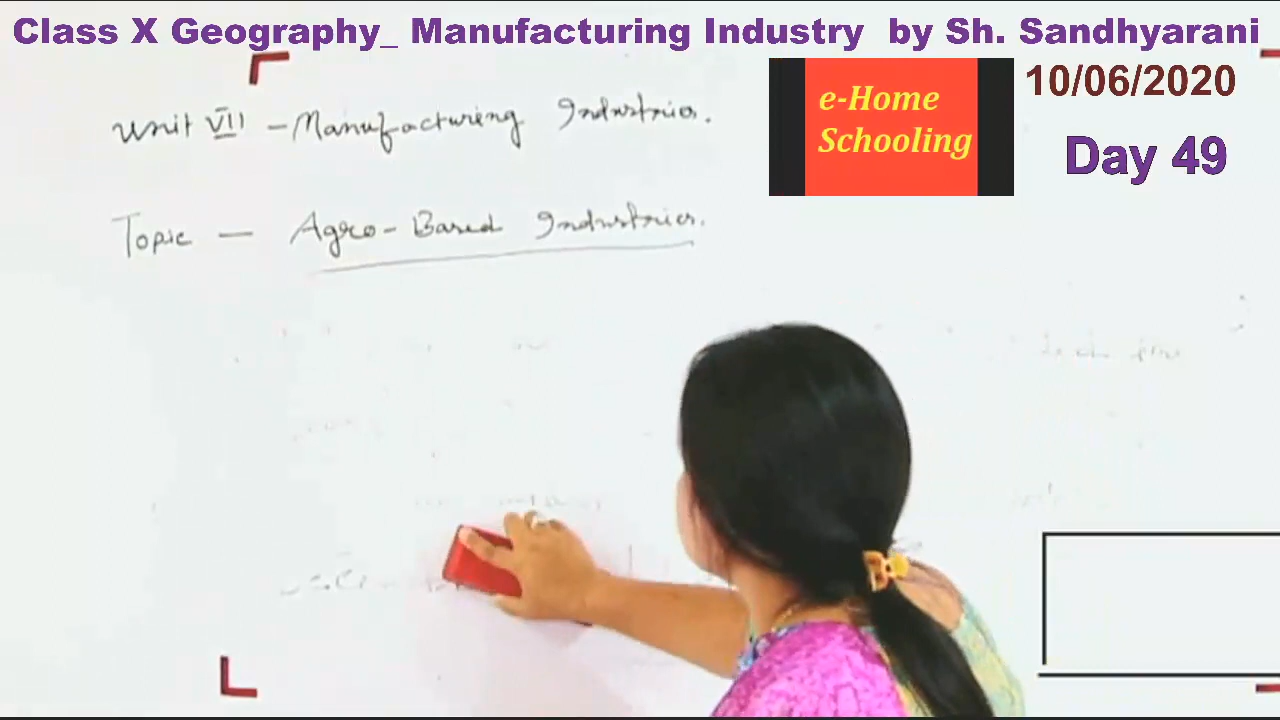 Class X Geography_ Manufacturing Industry by Sh. Sandhyarani
e-Home
Schooling
10/06/2020
Day 49
Unit VII - Manufacturing Industries.
Topic - Agro-Based Industries.